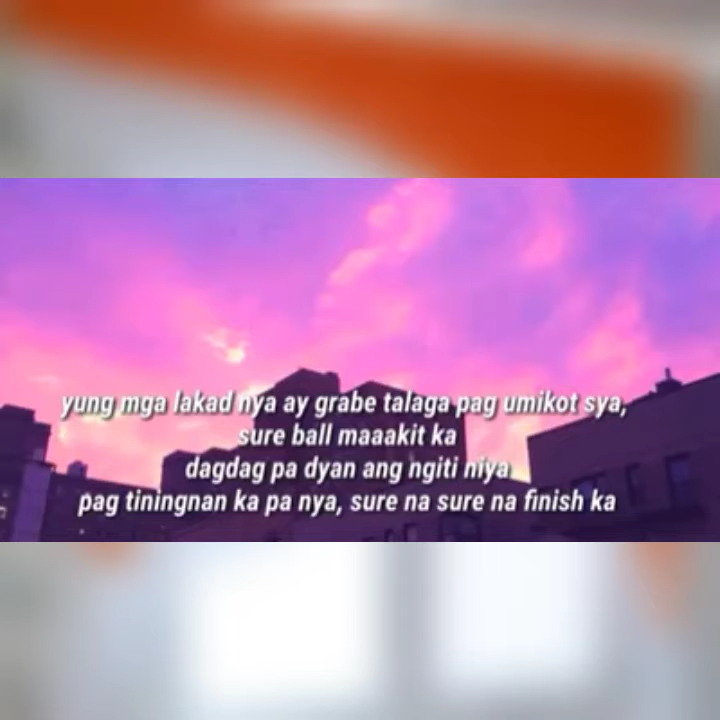 yung mga lakad nya ay grabe talaga pag umikot sya,
sure ball maaakit ka
dagdag pa dyan ang ngiti niya
pag tiningnan ka pa nya, sure na sure na finish ka